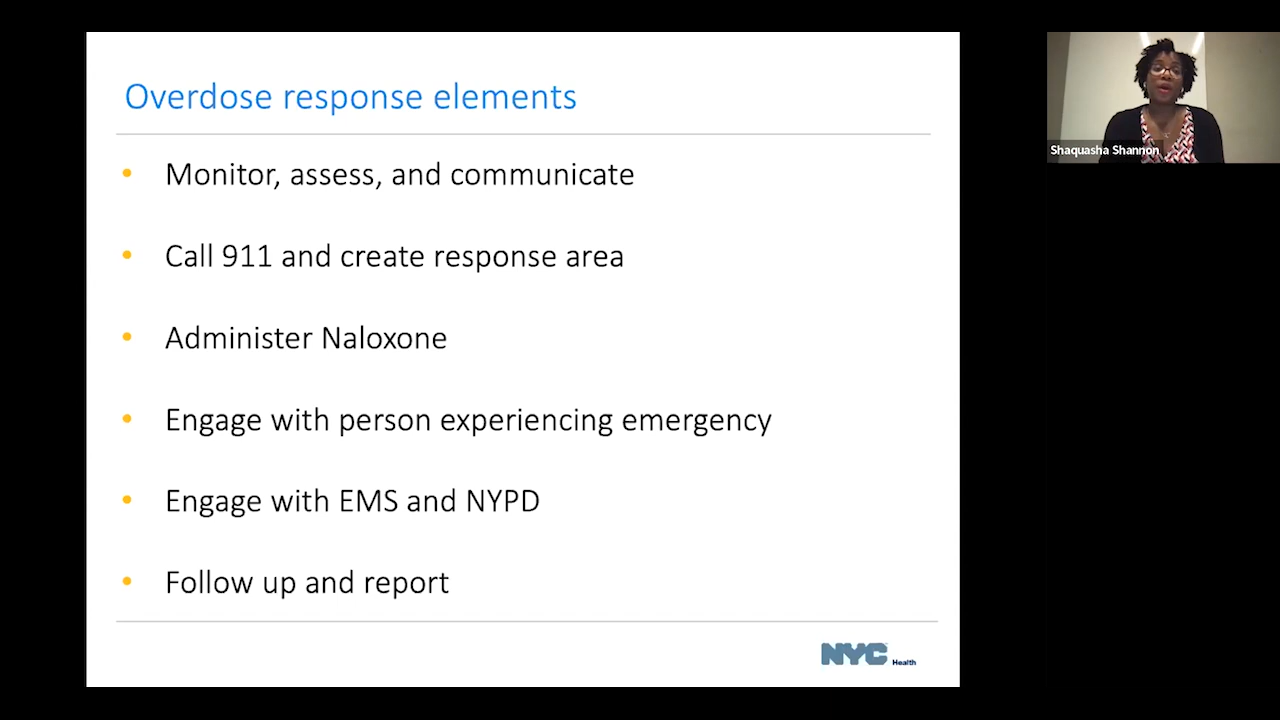 Overdose response elements
• Monitor, assess, and communicate
• Call 911 and create response area
• Administer Naloxone
• Engage with person experiencing emergency
• Engage with EMS and NYPD
• Follow up and report
NYC Health
Shaquasha Shannon